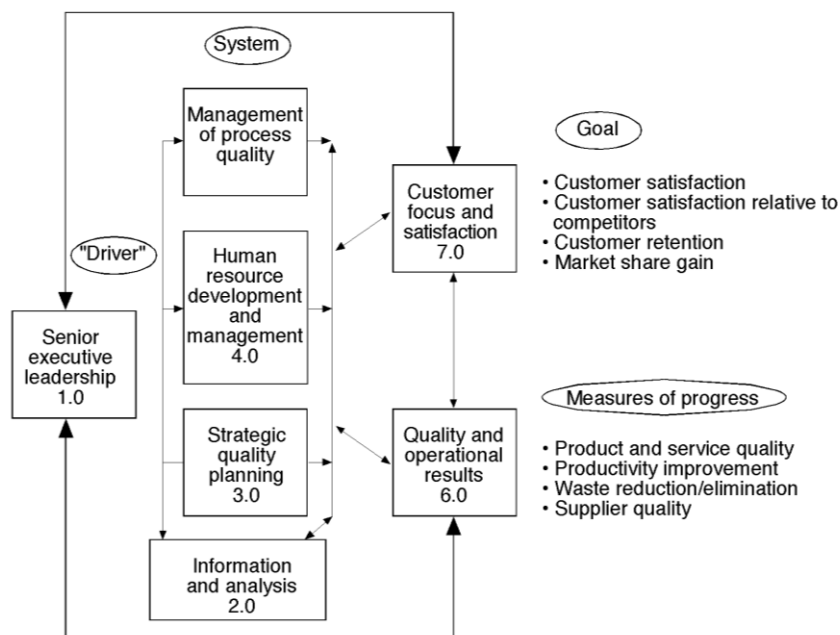 System
Management
of process
quality
Goal
Customer
focus and
satisfaction
7.0
• Customer satisfaction
• Customer satisfaction relative to
competitors
• Customer retention
• Market share gain
"Driver"
Human
resource
development
and
management
4.0
Senior
executive
leadership
1.0
Measures of progress
Strategic
quality
planning
3.0
Quality and
operational
results
6.0
• Product and service quality
• Productivity improvement
• Waste reduction/elimination
• Supplier quality
Information
and analysis
2.0